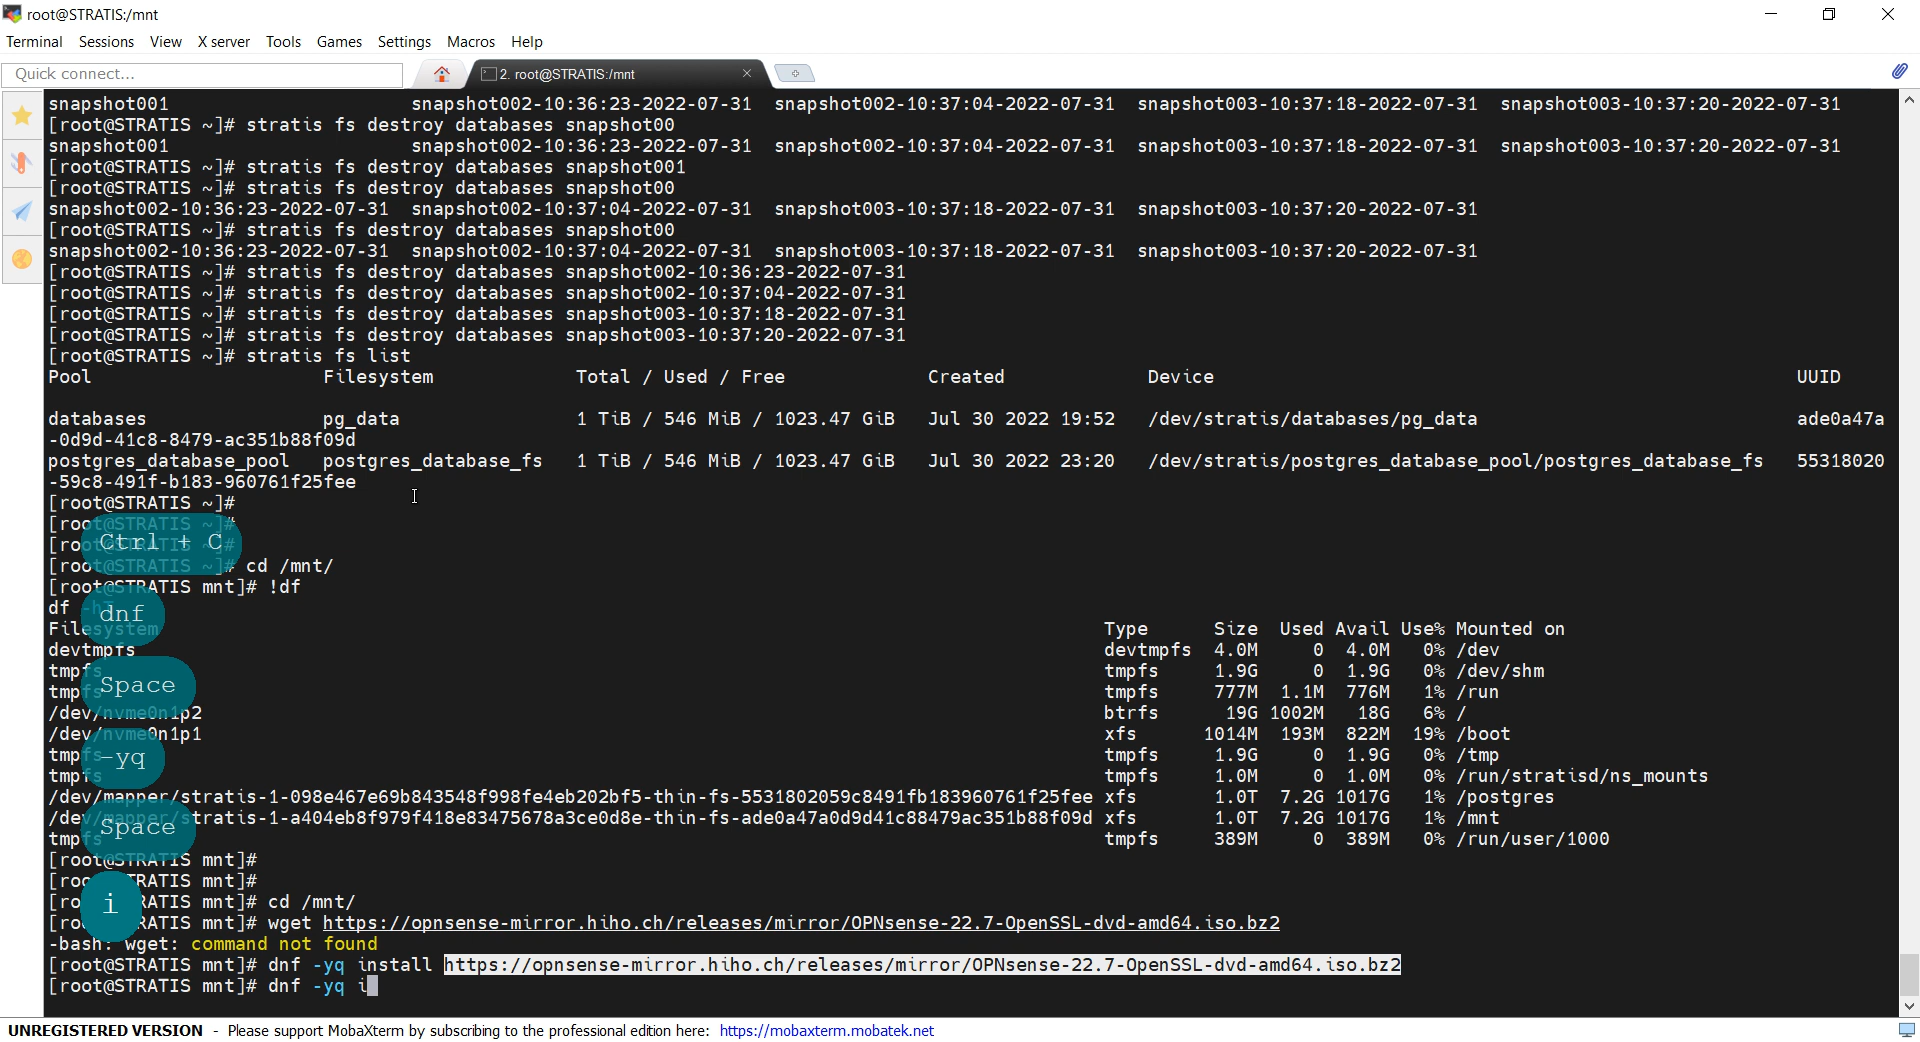 root@STRATIS:/mnt
Terminal Sessions View X server Tools Games Settings Macros Help
Quick connect...
2. root@STRATIS:/mnt
snapshot001 snapshot002-10:36:23-2022-07-31 snapshot002-10:37:04-2022-07-31 snapshot003-10:37:18-2022-07-31 snapshot003-10:37:20-2022-07-31
[root@STRATIS ~]# stratis fs destroy databases snapshot00
snapshot001 snapshot002-10:36:23-2022-07-31 snapshot002-10:37:04-2022-07-31 snapshot003-10:37:18-2022-07-31 snapshot003-10:37:20-2022-07-31
[root@STRATIS ~]# stratis fs destroy databases snapshot001
[root@STRATIS ~]# stratis fs destroy databases snapshot00
snapshot002-10:36:23-2022-07-31 snapshot002-10:37:04-2022-07-31 snapshot003-10:37:18-2022-07-31 snapshot003-10:37:20-2022-07-31
[root@STRATIS ~]# stratis fs destroy databases snapshot00
snapshot002-10:36:23-2022-07-31 snapshot002-10:37:04-2022-07-31 snapshot003-10:37:18-2022-07-31 snapshot003-10:37:20-2022-07-31
[root@STRATIS ~]# stratis fs destroy databases snapshot002-10:36:23-2022-07-31
[root@STRATIS ~]# stratis fs destroy databases snapshot002-10:37:04-2022-07-31
[root@STRATIS ~]# stratis fs destroy databases snapshot003-10:37:18-2022-07-31
[root@STRATIS ~]# stratis fs destroy databases snapshot003-10:37:20-2022-07-31
[root@STRATIS ~]# stratis fs list
Pool Filesystem Total / Used / Free Created Device UUID
databases pg_data 1 TiB / 546 MiB / 1023.47 GiB Jul 30 2022 19:52 /dev/stratis/databases/pg_data ade0a47a
-0d9d-41c8-8479-ac351b88f09d
postgres_database_pool postgres_database_fs 1 TiB / 546 MiB / 1023.47 GiB Jul 30 2022 23:20 /dev/stratis/postgres_database_pool/postgres_database_fs 55318020
-59c8-491f-b183-960761f25fee
[root@STRATIS ~]#
[root@STRATIS ~]#
[root@STRATIS ~]#
Ctrl + C
[root@STRATIS ~]# cd /mnt/
[root@STRATIS mnt]# !df
df -hT
dnf
Filesystem Type Size Used Avail Use% Mounted on
devtmpfs devtmpfs 4.0M 0 4.0M 0% /dev
tmpfs tmpfs 1.9G 0 1.9G 0% /dev/shm
Space
tmpfs tmpfs 777M 1.1M 776M 1% /run
/dev/nvme0n1p2 btrfs 19G 1002M 18G 6% /
/dev/nvme0n1p1 xfs 1014M 193M 822M 19% /boot
tmpfs tmpfs 1.9G 0 1.9G 0% /tmp
-yq
tmpfs tmpfs 1.0M 0 1.0M 0% /run/stratisd/ns_mounts
/dev/mapper/stratis-1-098e467e69b843548f998fe4eb202bf5-thin-fs-5531802059c8491fb183960761f25fee xfs 1.0T 7.2G 1017G 1% /postgres
/dev/mapper/stratis-1-a404eb8f979f418e83475678a3ce0d8e-thin-fs-ade0a47a0d9d41c88479ac351b88f09d xfs 1.0T 7.2G 1017G 1% /mnt
Space
tmpfs tmpfs 389M 0 389M 0% /run/user/1000
[root@STRATIS mnt]#
[root@STRATIS mnt]#
[root@STRATIS mnt]# cd /mnt/
i
[root@STRATIS mnt]# wget https://opnsense-mirror.hiho.ch/releases/mirror/OPNsense-22.7-OpenSSL-dvd-amd64.iso.bz2
-bash: wget: command not found
[root@STRATIS mnt]# dnf -yq install https://opnsense-mirror.hiho.ch/releases/mirror/OPNsense-22.7-OpenSSL-dvd-amd64.iso.bz2
[root@STRATIS mnt]# dnf -yq i
UNREGISTERED VERSION - Please support MobaXterm by subscribing to the professional edition here: https://mobaxterm.mobatek.net